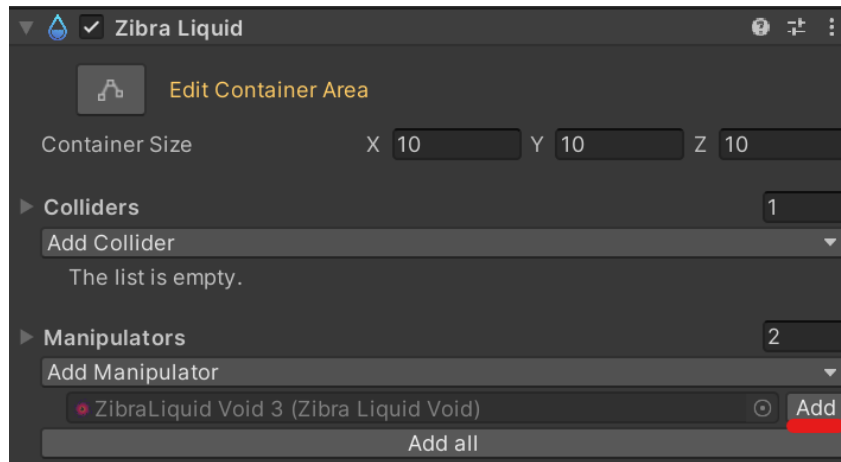 Zibra Liquid
Edit Container Area
Container Size X 10 Y 10 Z 10
Colliders 1
Add Collider
The list is empty.
Manipulators 2
Add Manipulator
ZibraLiquid Void 3 (Zibra Liquid Void) Add
Add all